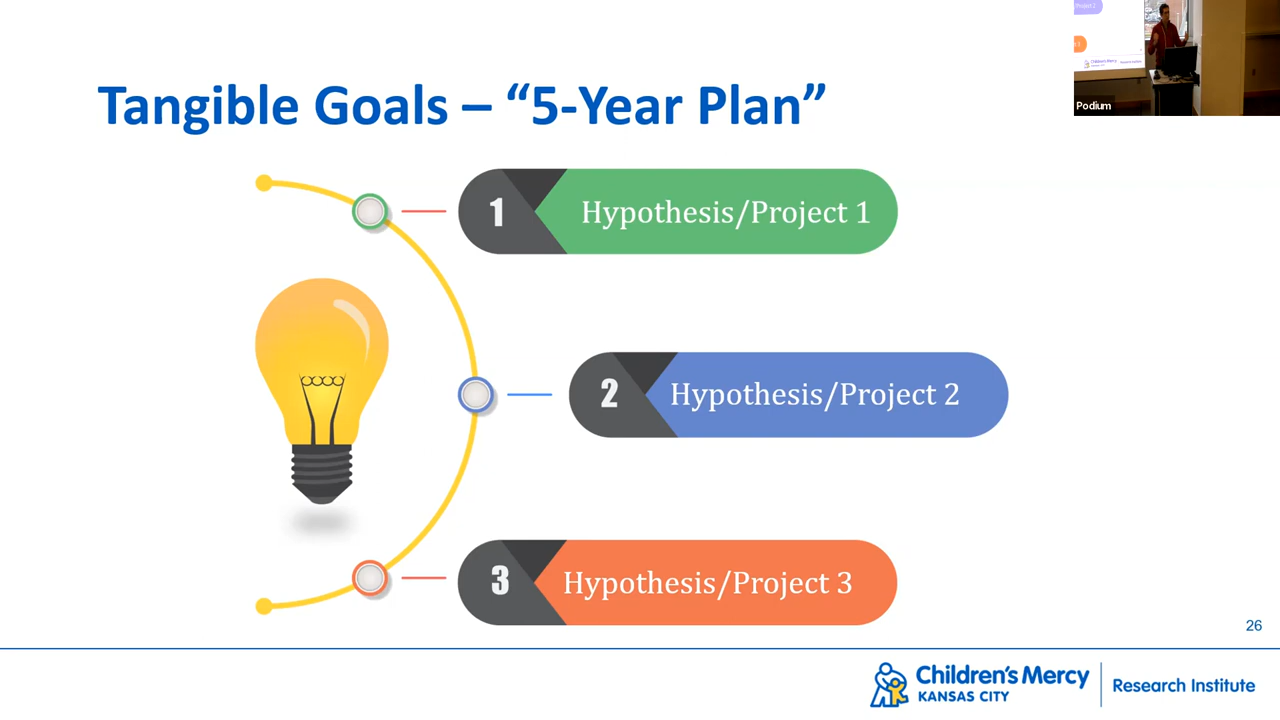 Tangible Goals – “5-Year Plan”
Podium
1
Hypothesis/Project 1
2
Hypothesis/Project 2
3
Hypothesis/Project 3
26
Children's Mercy
KANSAS CITY
Research Institute